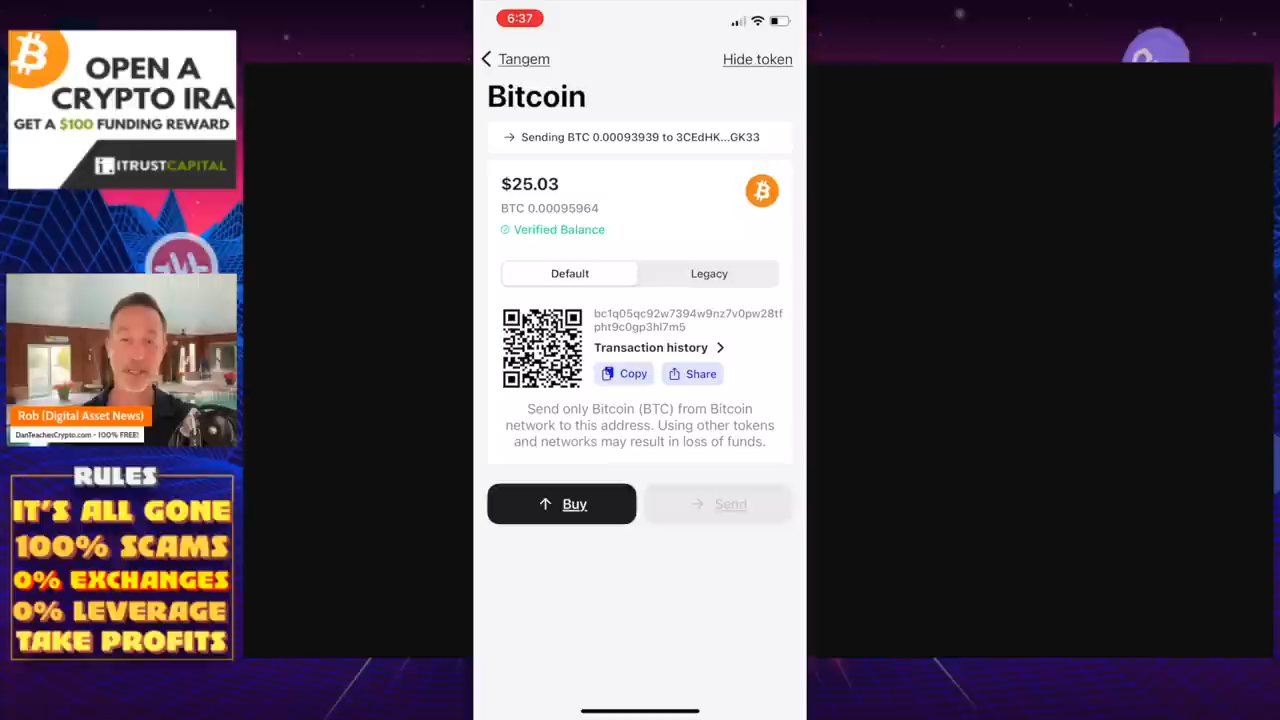 OPEN A
CRYPTO IRA
GET A $100 FUNDING REWARD
i. ITRUSTCAPITAL
Rob (Digital Asset News)
DanTeachesCrypto.com - 100% FREE!
RULES
IT'S ALL GONE
100% SCAMS
0% EXCHANGES
0% LEVERAGE
TAKE PROFITS
6:37
Tangem
Hide token
Bitcoin
→ Sending BTC 0.00093939 to 3CEdHK...GK33
$25.03
BTC 0.00095964
Verified Balance
Default
Legacy
bc1q05qc92w7394w9nz7v0pw28tf
pht9c0gp3hl7m5
Transaction history
Copy
Share
Send only Bitcoin (BTC) from Bitcoin
network to this address. Using other tokens
and networks may result in loss of funds.
Buy
Send